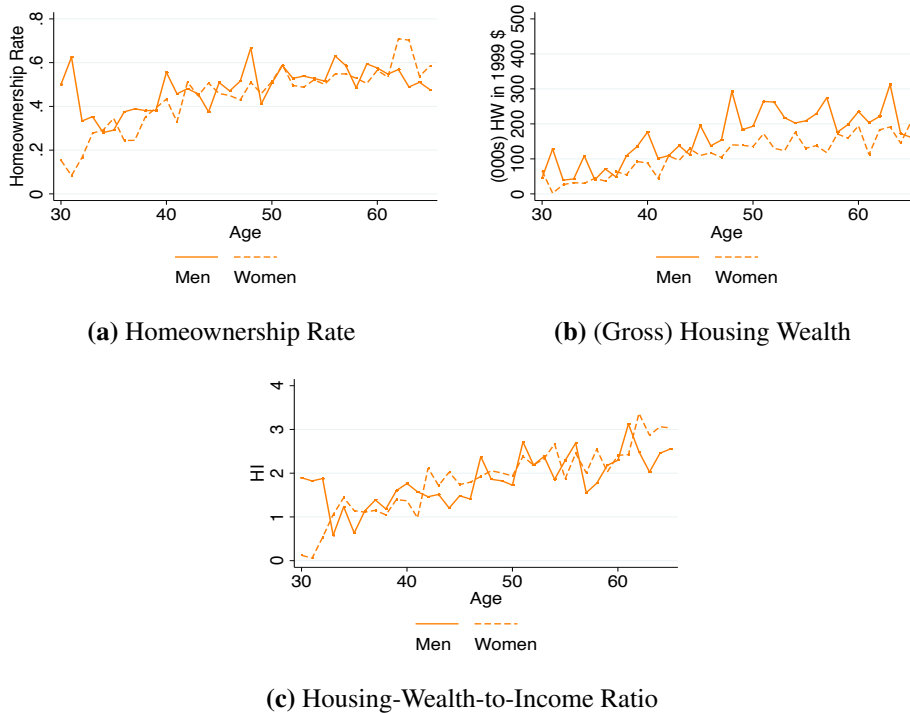 Homeownership Rate
.8
.6
.4
.2
0
30 40 50 60
Age
Men Women
(a) Homeownership Rate
(000s) HW in 1999 $
500
400
300
200
100
0
30 40 50 60
Age
Men Women
(b) (Gross) Housing Wealth
HI
4
3
2
1
0
30 40 50 60
Age
Men Women
(c) Housing-Wealth-to-Income Ratio